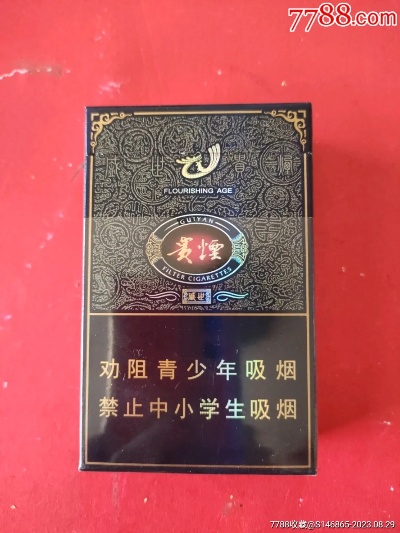 7788.com
FLOURISHING AGE
GUIYAN
贵烟
FILTER CIGARETTES
盛世
劝阻青少年吸烟
禁止中小学生吸烟
7788收藏@S146865-2023.08.29